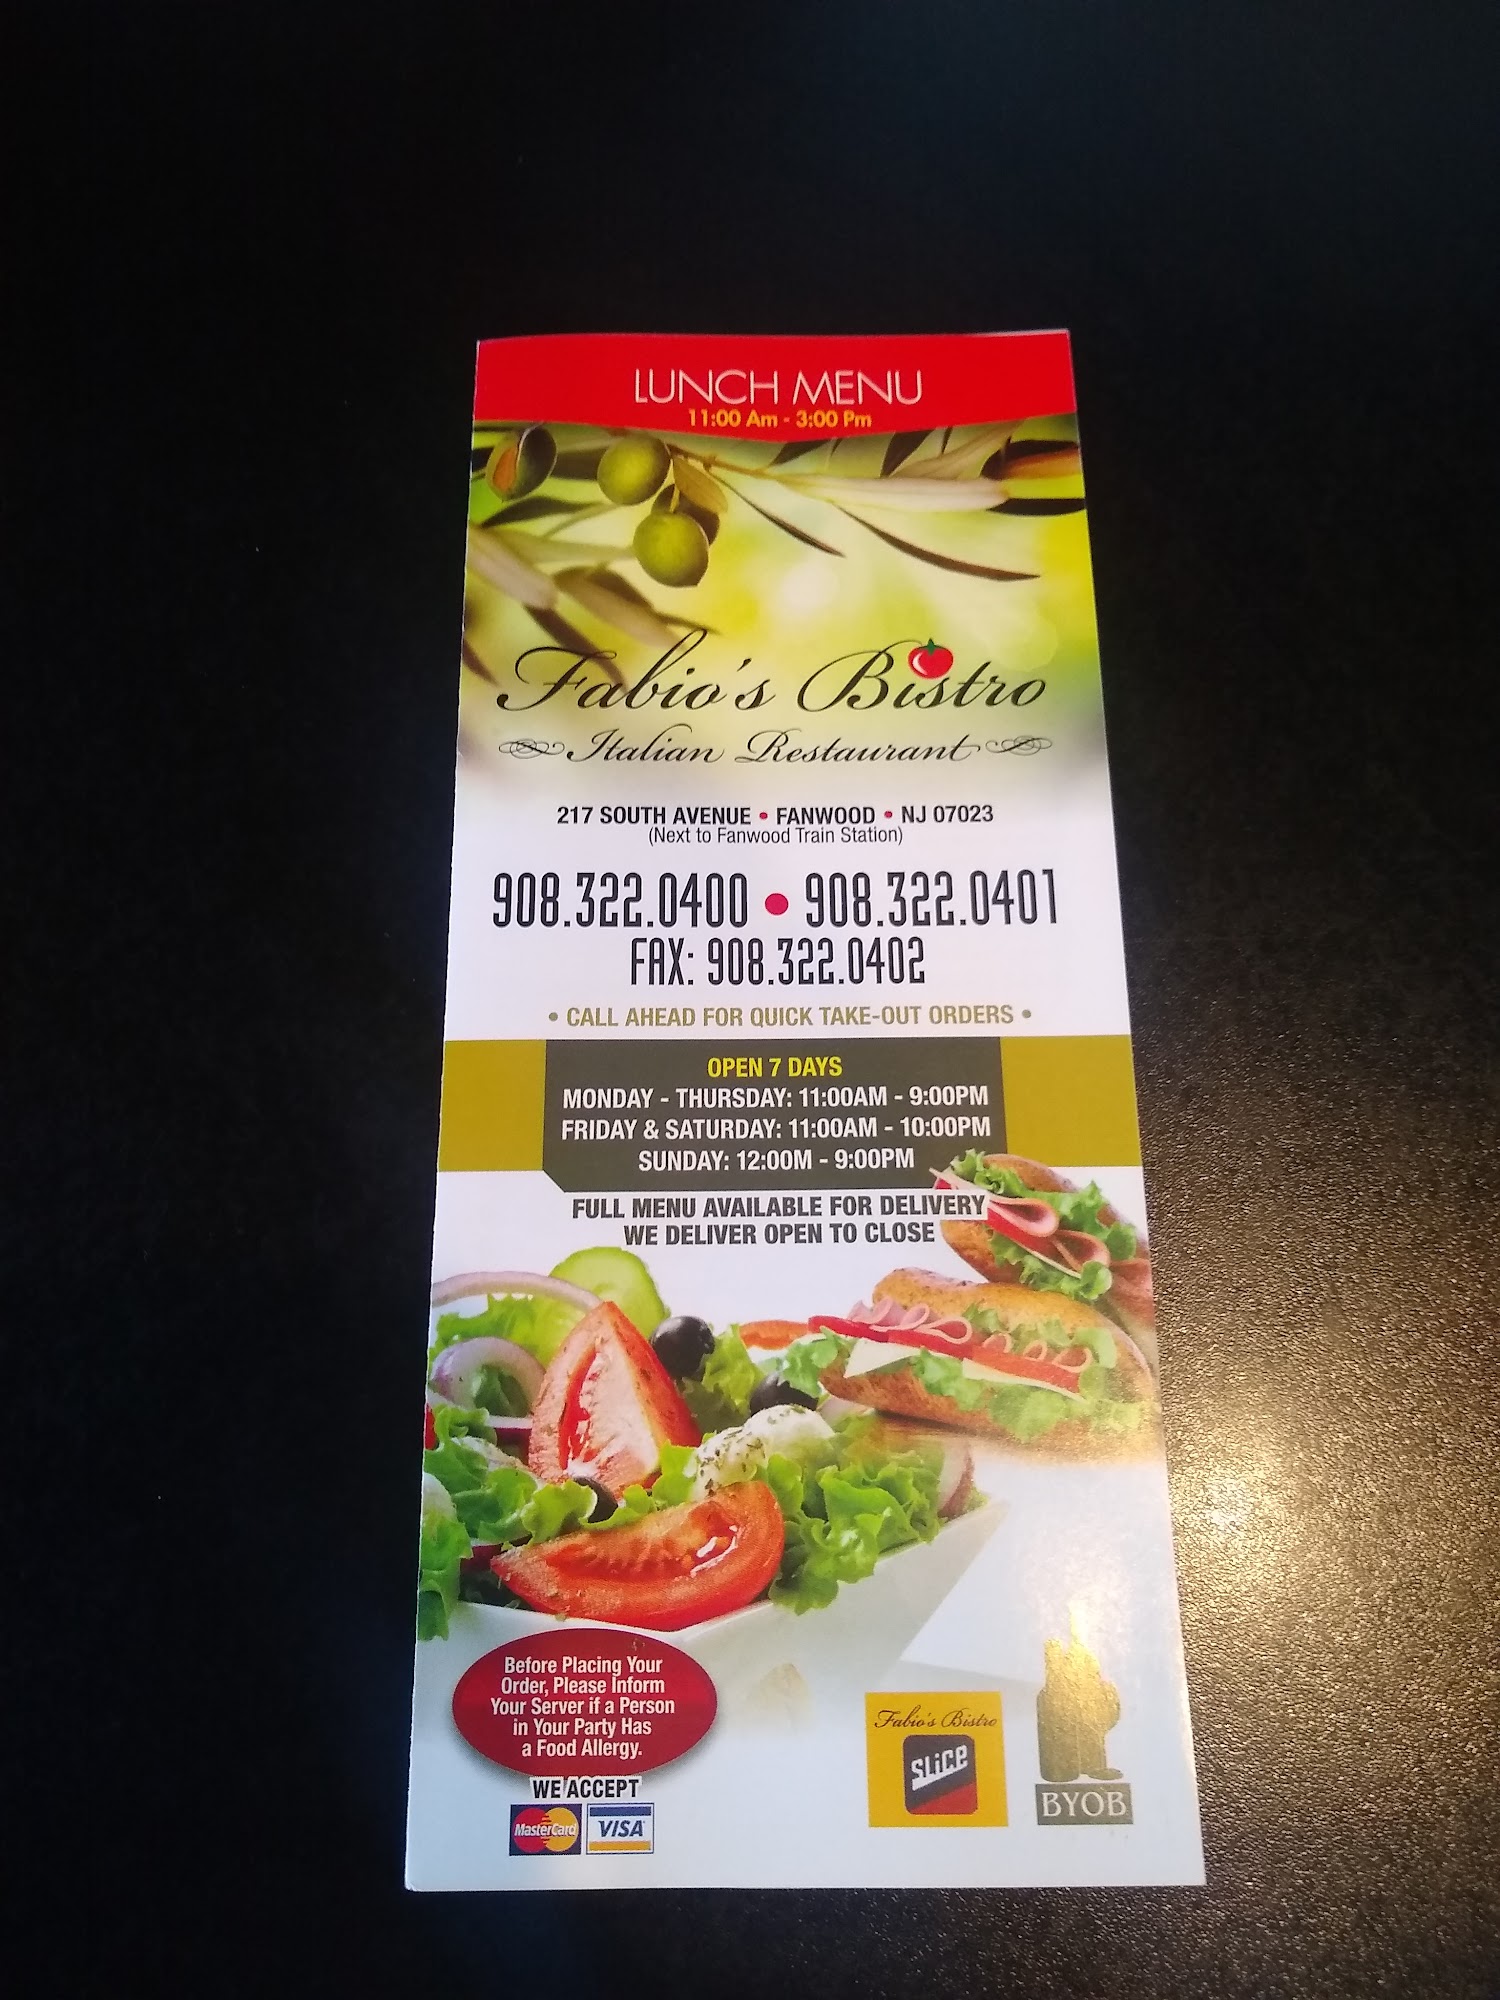 LUNCH MENU
11:00 Am - 3:00 Pm
Fabio's Bistro
Italian Restaurant
217 SOUTH AVENUE • FANWOOD • NJ 07023
(Next to Fanwood Train Station)
908.322.0400 • 908.322.0401
FAX: 908.322.0402
• CALL AHEAD FOR QUICK TAKE-OUT ORDERS •
OPEN 7 DAYS
MONDAY - THURSDAY: 11:00AM - 9:00PM
FRIDAY & SATURDAY: 11:00AM - 10:00PM
SUNDAY: 12:00M - 9:00PM
FULL MENU AVAILABLE FOR DELIVERY
WE DELIVER OPEN TO CLOSE
Before Placing Your
Order, Please Inform
Your Server if a Person
in Your Party Has
a Food Allergy.
WE ACCEPT
MasterCard VISA
Fabio's Bistro
SLiCe
BYOB